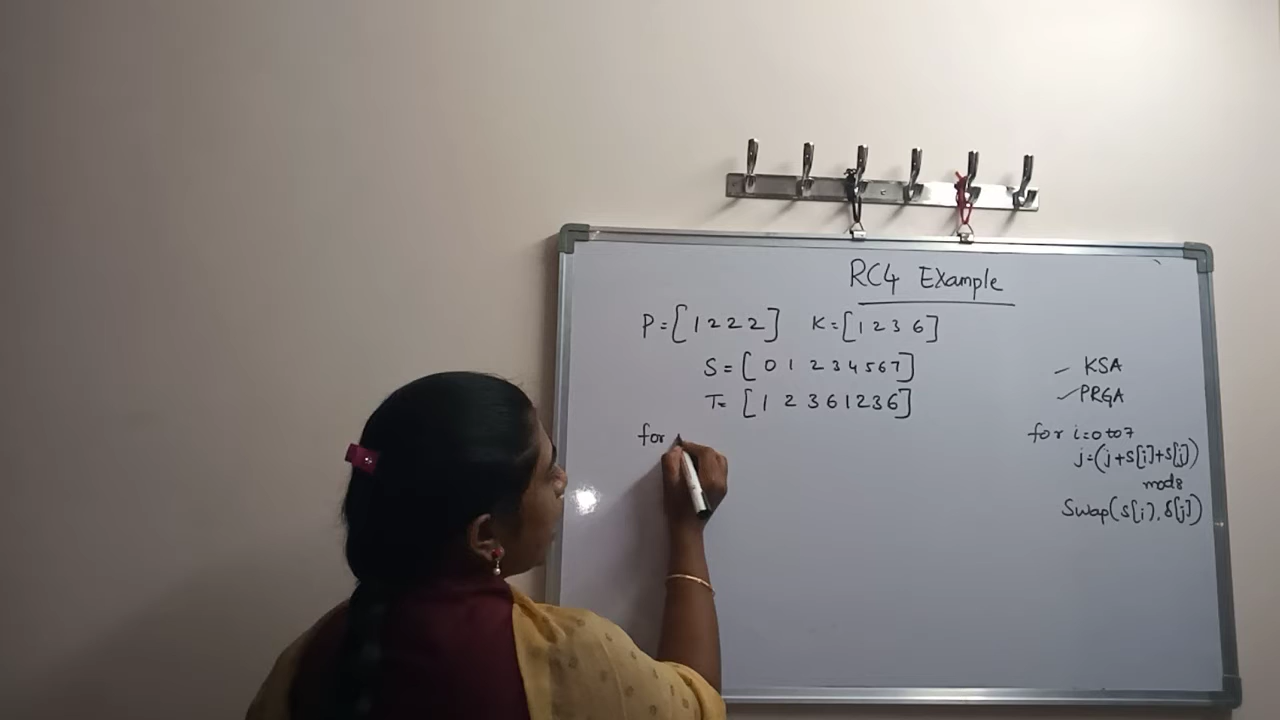 RC4 Example
P=[1 2 2 2] K=[1 2 3 6]
S=[0 1 2 3 4 5 6 7]
T=[1 2 3 6 1 2 3 6]
for
- KSA
- PRGA
for i=0 to 7
j=(j+S[i]+S[j])
mod 8
Swap(S[i), S[j])